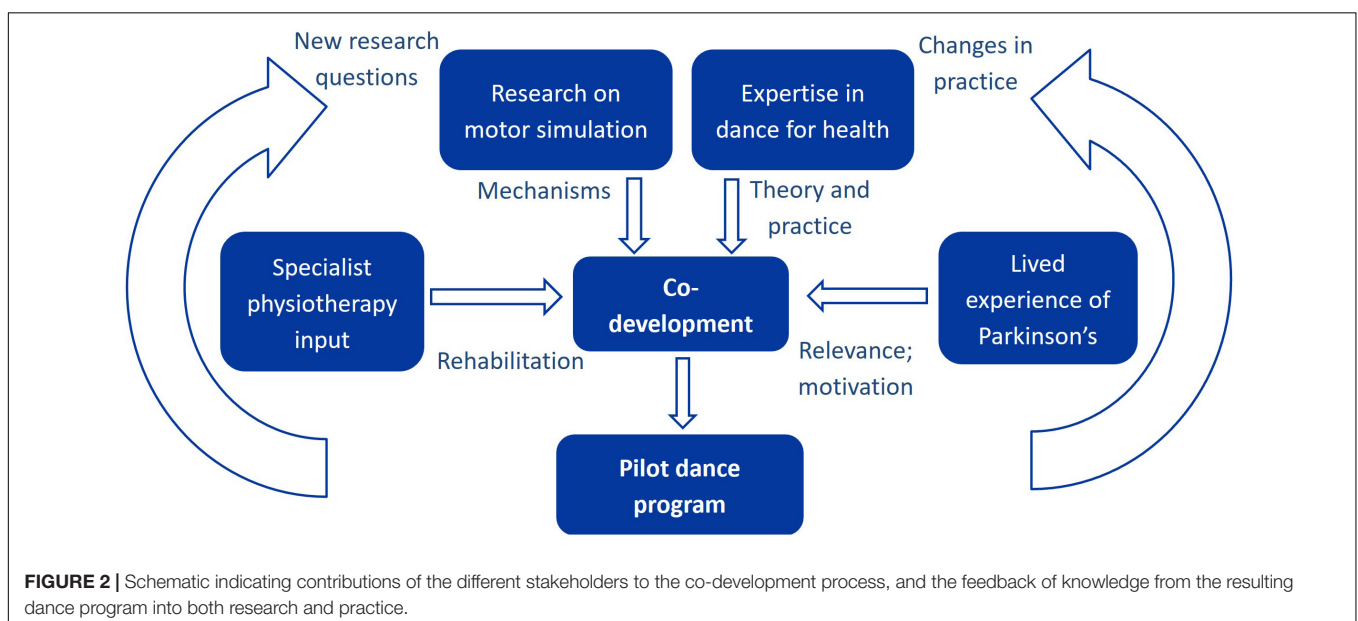 New research
questions
Research on
motor simulation
Expertise in
dance for health
Changes in
practice
Mechanisms
Theory and
practice
Specialist
physiotherapy
input
Co-
development
Lived
experience of
Parkinson's
Rehabilitation
Relevance;
motivation
Pilot dance
program
FIGURE 2 | Schematic indicating contributions of the different stakeholders to the co-development process, and the feedback of knowledge from the resulting
dance program into both research and practice.